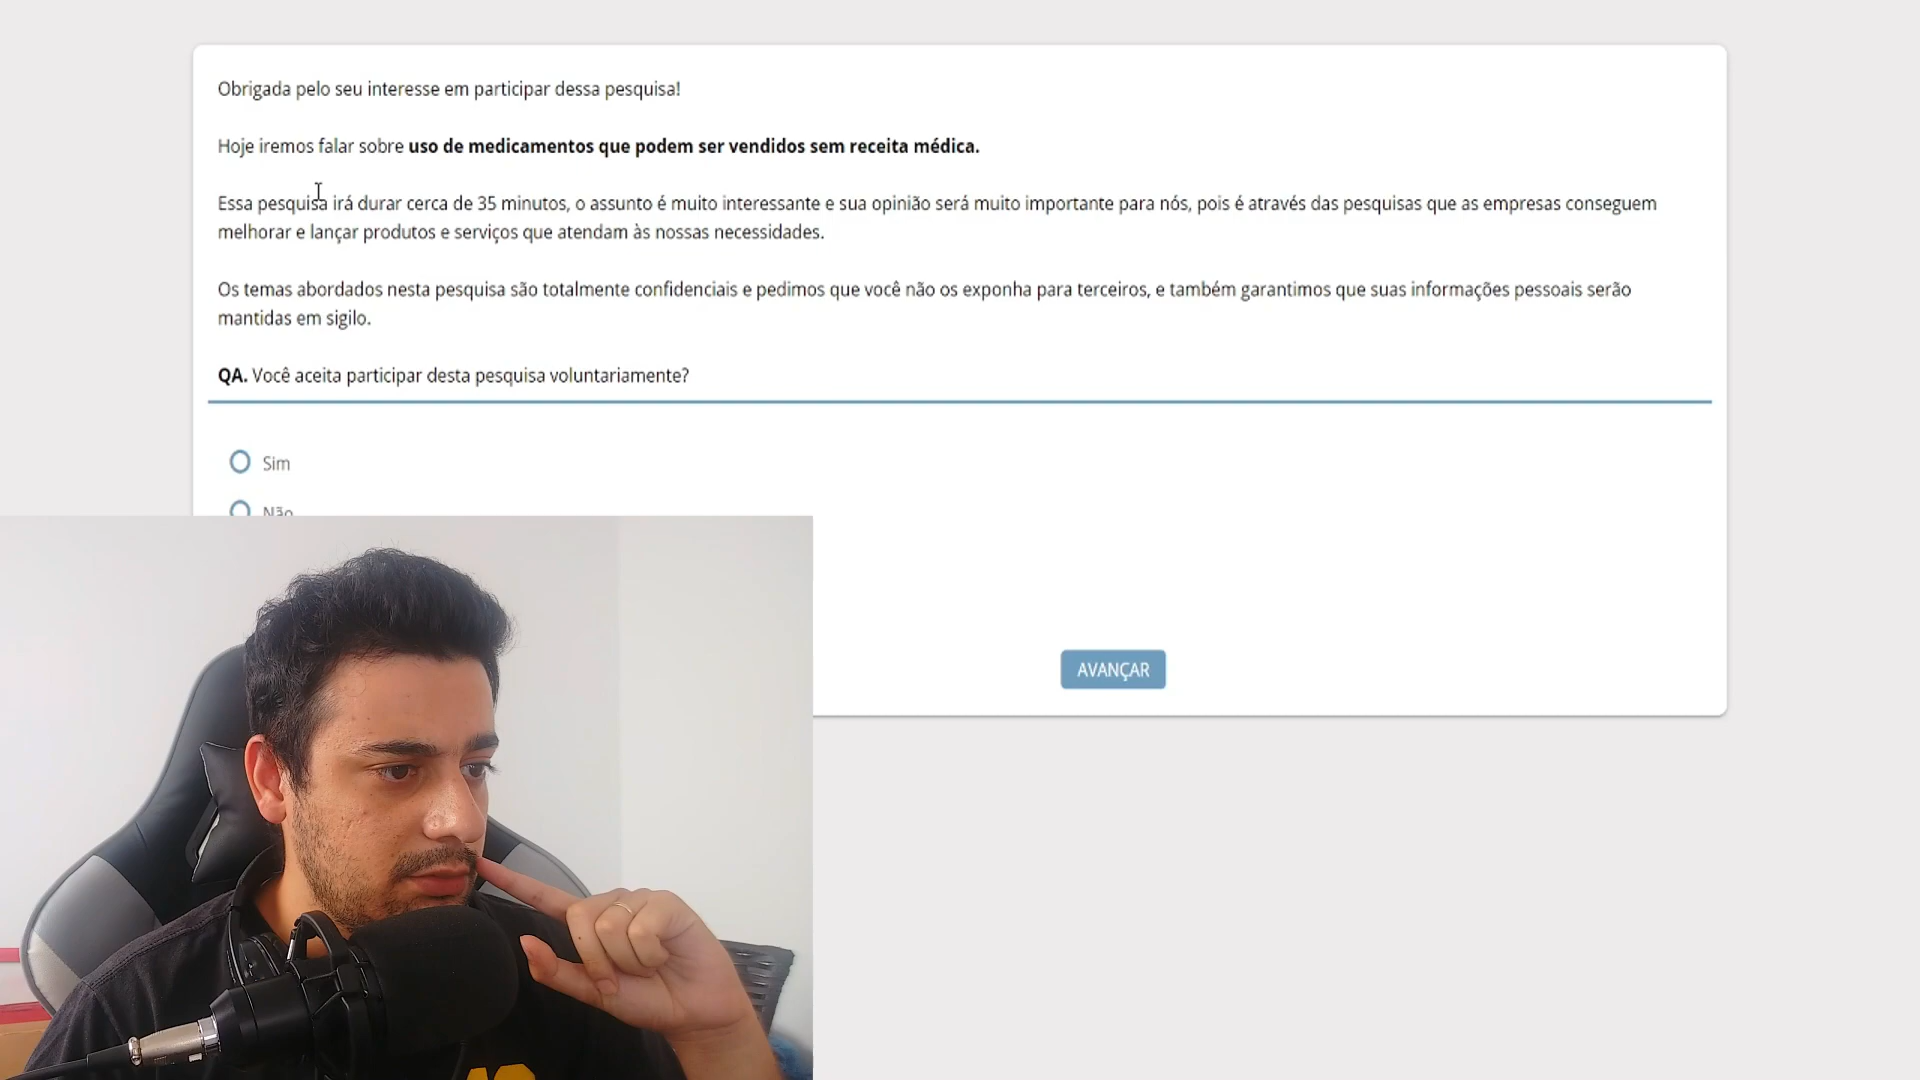 Obrigada pelo seu interesse em participar dessa pesquisa!
Hoje iremos falar sobre uso de medicamentos que podem ser vendidos sem receita médica.
Essa pesquisa irá durar cerca de 35 minutos, o assunto é muito interessante e sua opinião será muito importante para nós, pois é através das pesquisas que as empresas conseguem
melhorar e lançar produtos e serviços que atendam às nossas necessidades.
Os temas abordados nesta pesquisa são totalmente confidenciais e pedimos que você não os exponha para terceiros, e também garantimos que suas informações pessoais serão
mantidas em sigilo.
QA. Você aceita participar desta pesquisa voluntariamente?
Sim
Não
AVANÇAR